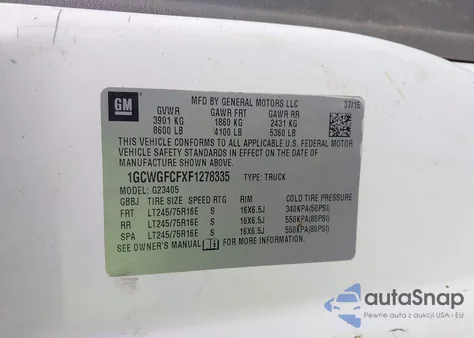 GM
MFD BY GENERAL MOTORS LLC 07/15
GVWR GAWR FRT GAWR RR
3901 KG 1860 KG 2431 KG
8600 LB 4100 LB 5360 LB
THIS VEHICLE CONFORMS TO ALL APPLICABLE U.S. FEDERAL MOTOR
VEHICLE SAFETY STANDARDS IN EFFECT ON THE DATE OF
MANUFACTURE SHOWN ABOVE.
1GCWGFCFXF1278335 TYPE: TRUCK
MODEL: G23405
GBBJ TIRE SIZE SPEED RTG RIM COLD TIRE PRESSURE
FRT LT245/75R16E S 16X6.5J 340KPA(50PSI)
RR LT245/75R16E S 16X6.5J 550KPA(80PSI)
SPA LT245/75R16E S 16X6.5J 550KPA(80PSI)
SEE OWNER'S MANUAL FOR MORE INFORMATION.
autoSnap
Pewne auta z aukcji USA i EU